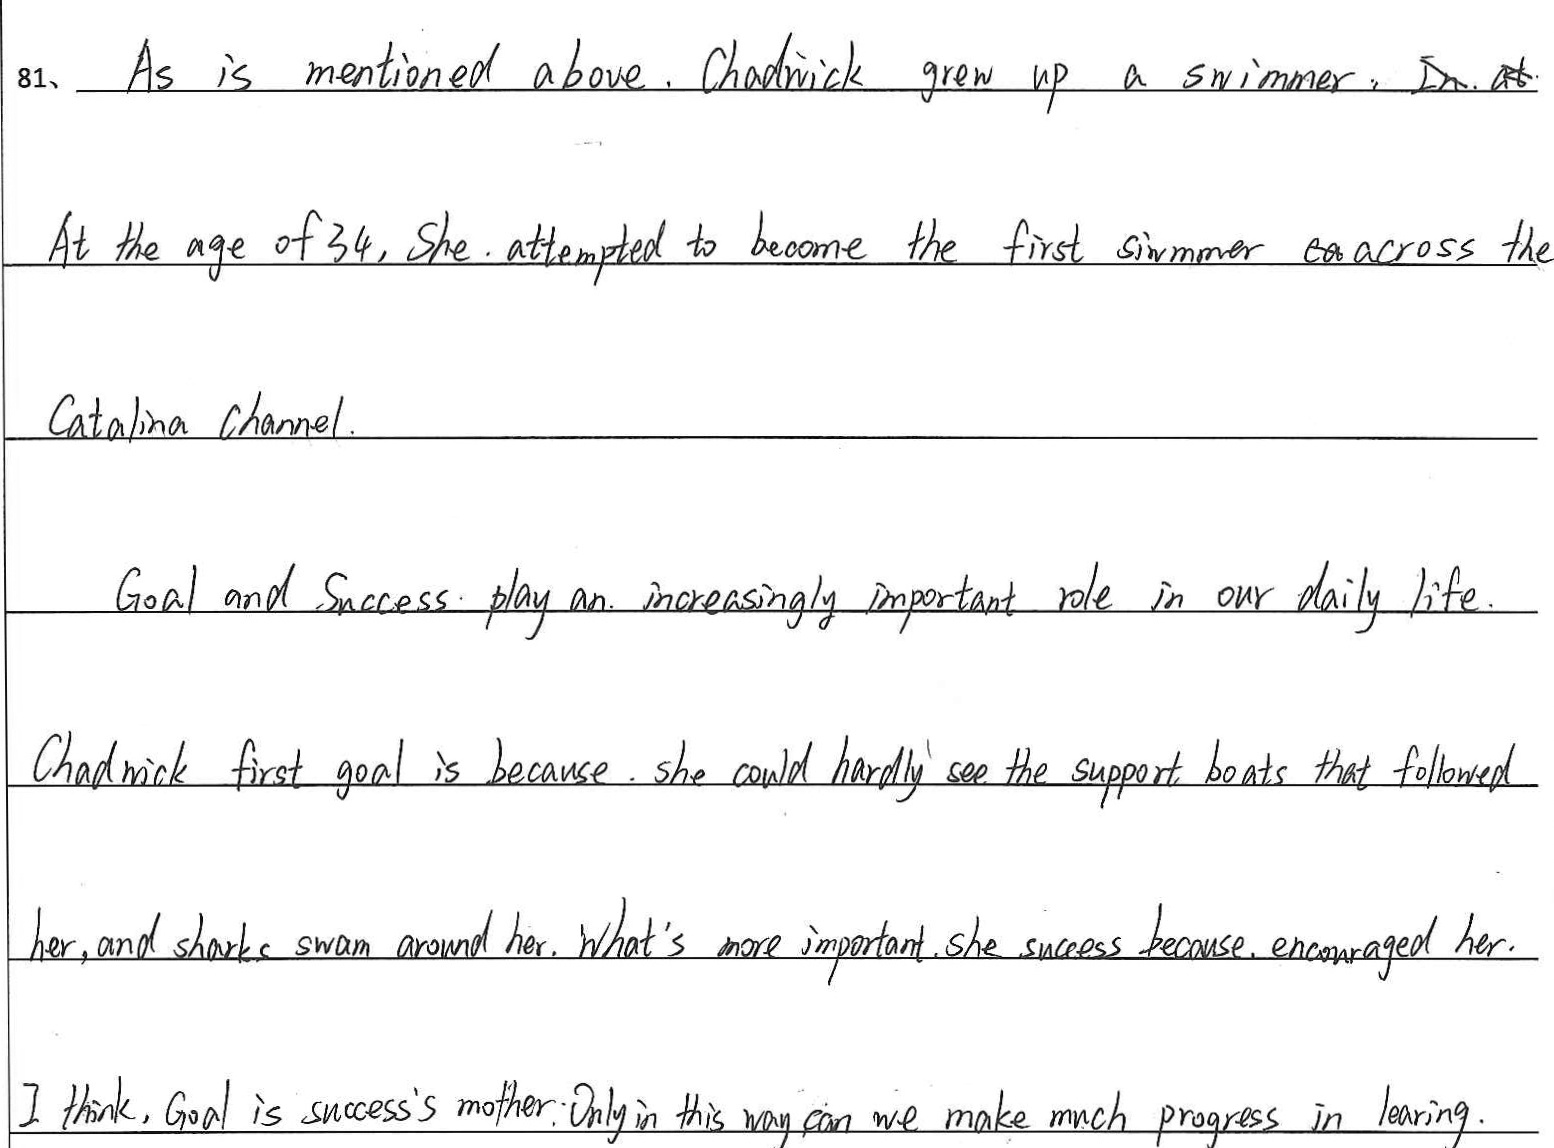 81、 As is mentioned above. Chadwick grew up a swimmer.
At the age of 34, She attempted to become the first siwmmer across the
Catalina Channel.
Goal and Success play an increasingly important role in our daily life.
Chadwick first goal is because she could hardly see the support boats that followed
her, and sharks swam around her. What's more important. she success because encouraged her.
I think, Goal is success's mother. Only in this way can we make much progress in learing.